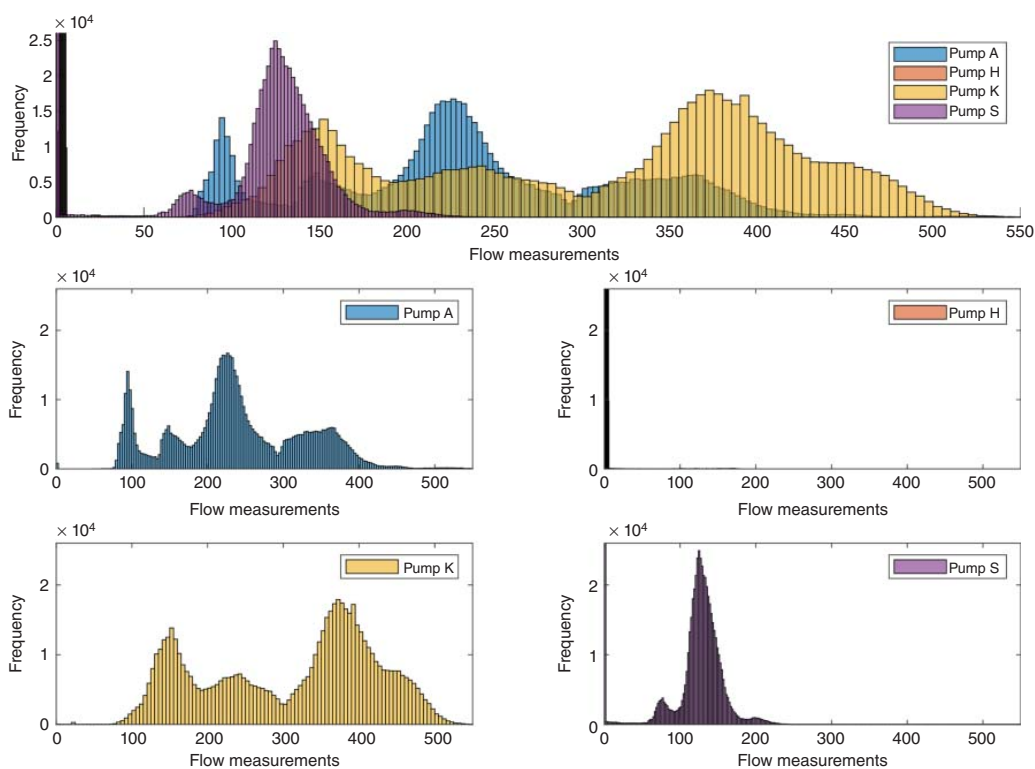 × 10⁴
2.5
2
1.5
1
0.5
0
Frequency
50 100 150 200 250 300 350 400 450 500 550
Flow measurements
Pump A
Pump H
Pump K
Pump S
× 10⁴
2
1
0
Frequency
0 100 200 300 400 500
Flow measurements
Pump A
× 10⁴
2
1
0
Frequency
0 100 200 300 400 500
Flow measurements
Pump H
× 10⁴
2
1
0
Frequency
0 100 200 300 400 500
Flow measurements
Pump K
× 10⁴
2
1
0
Frequency
0 100 200 300 400 500
Flow measurements
Pump S